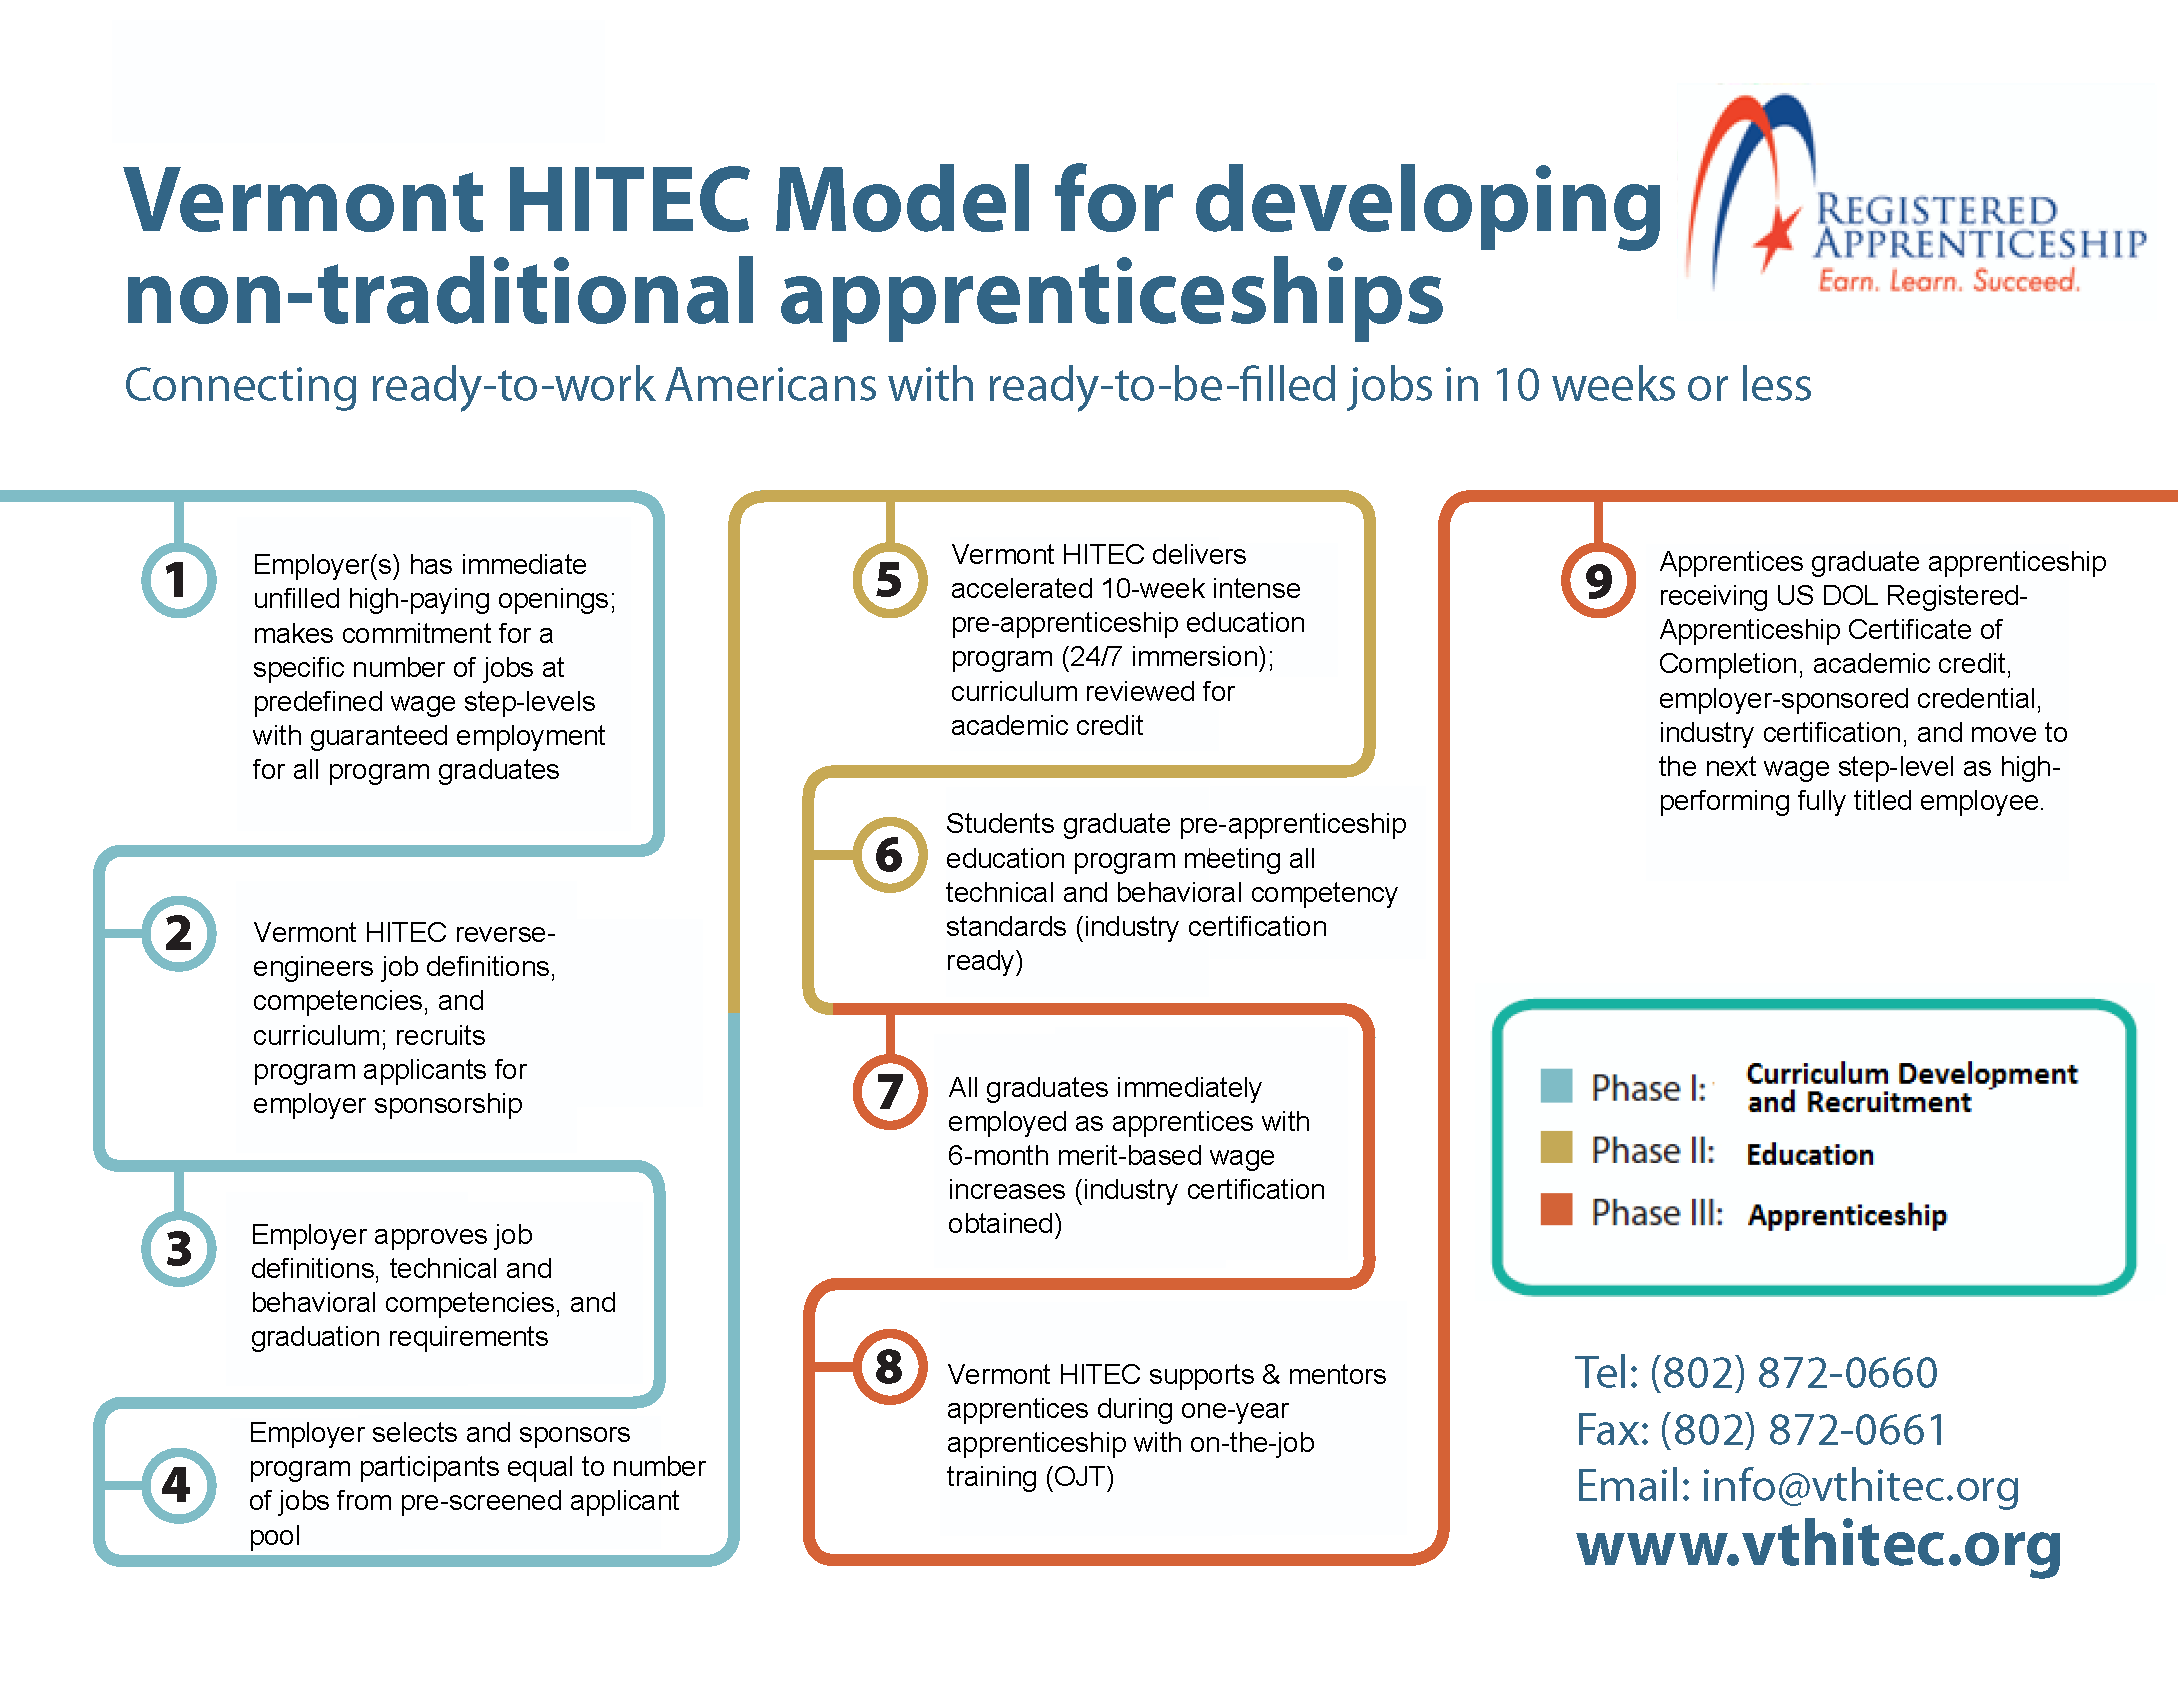 Vermont HITEC Model for developing
non-traditional apprenticeships
REGISTERED
APPRENTICESHIP
Earn. Learn. Succeed.
Connecting ready-to-work Americans with ready-to-be-filled jobs in 10 weeks or less
1
Employer(s) has immediate
unfilled high-paying openings;
makes commitment for a
specific number of jobs at
predefined wage step-levels
with guaranteed employment
for all program graduates
2
Vermont HITEC reverse-
engineers job definitions,
competencies, and
curriculum; recruits
program applicants for
employer sponsorship
3
Employer approves job
definitions, technical and
behavioral competencies, and
graduation requirements
4
Employer selects and sponsors
program participants equal to number
of jobs from pre-screened applicant
pool
5
Vermont HITEC delivers
accelerated 10-week intense
pre-apprenticeship education
program (24/7 immersion);
curriculum reviewed for
academic credit
6
Students graduate pre-apprenticeship
education program meeting all
technical and behavioral competency
standards (industry certification
ready)
7
All graduates immediately
employed as apprentices with
6-month merit-based wage
increases (industry certification
obtained)
8
Vermont HITEC supports & mentors
apprentices during one-year
apprenticeship with on-the-job
training (OJT)
9
Apprentices graduate apprenticeship
receiving US DOL Registered-
Apprenticeship Certificate of
Completion, academic credit,
employer-sponsored credential,
industry certification, and move to
the next wage step-level as high-
performing fully titled employee.
Phase I: Curriculum Development
and Recruitment
Phase II: Education
Phase III: Apprenticeship
Tel: (802) 872-0660
Fax: (802) 872-0661
Email: info@vthitec.org
www.vthitec.org